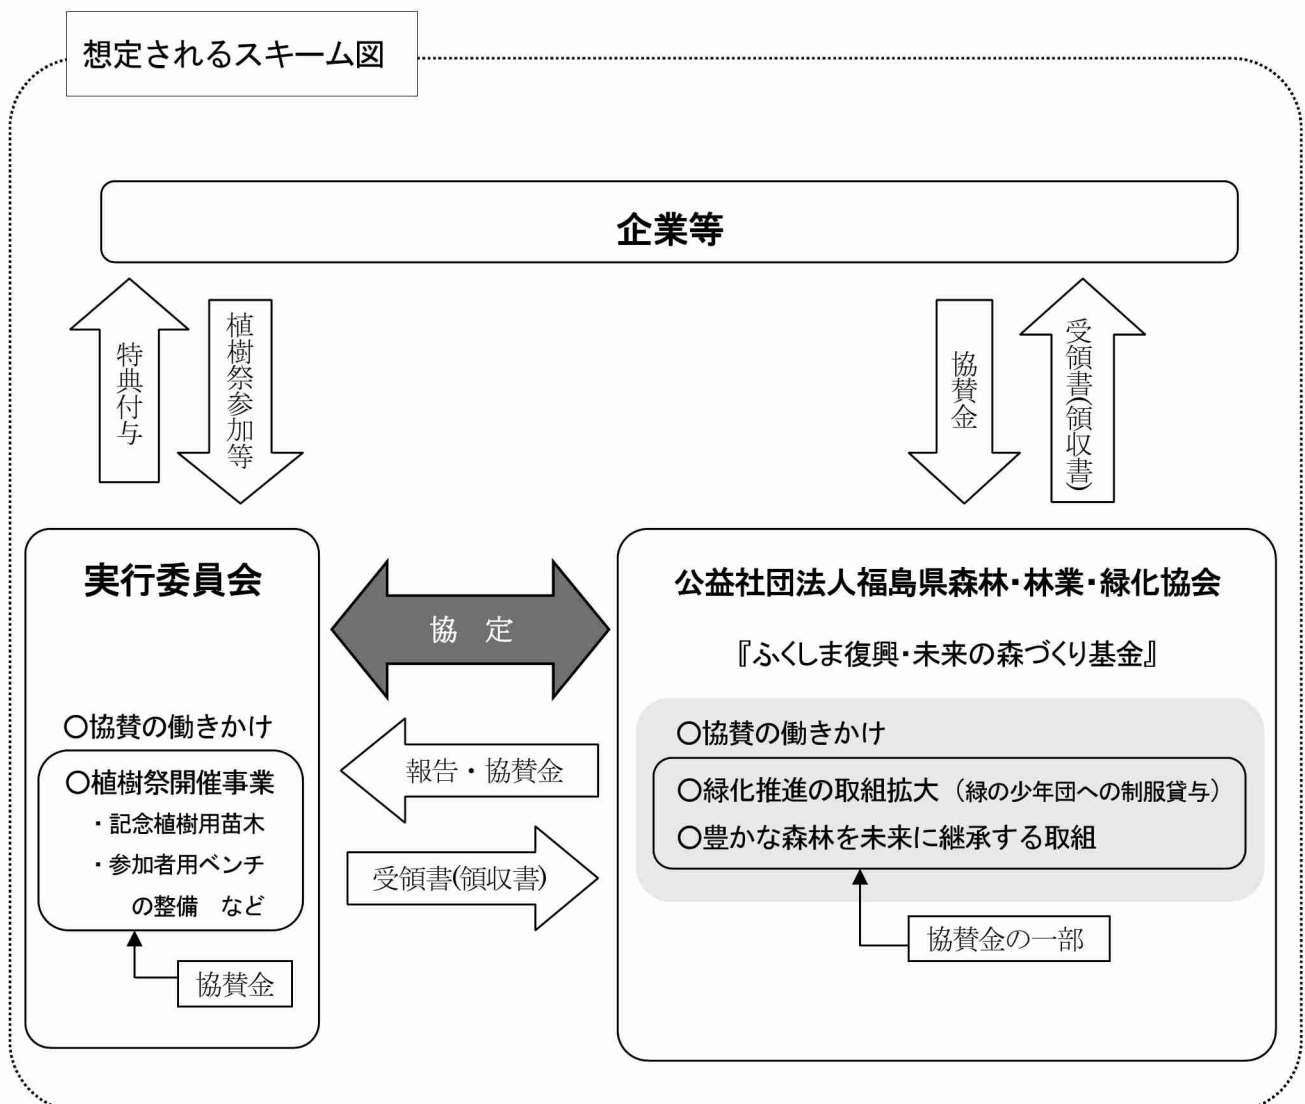 想定されるスキーム図
企業等
特典付与
植樹祭参加等
協賛金
受領書(領収書)
実行委員会
○協賛の働きかけ
○植樹祭開催事業
・記念植樹用苗木
・参加者用ベンチ
の整備　など
協賛金
協　定
報告・協賛金
受領書(領収書)
公益社団法人福島県森林・林業・緑化協会
『ふくしま復興・未来の森づくり基金』
○協賛の働きかけ
○緑化推進の取組拡大（緑の少年団への制服貸与）
○豊かな森林を未来に継承する取組
協賛金の一部